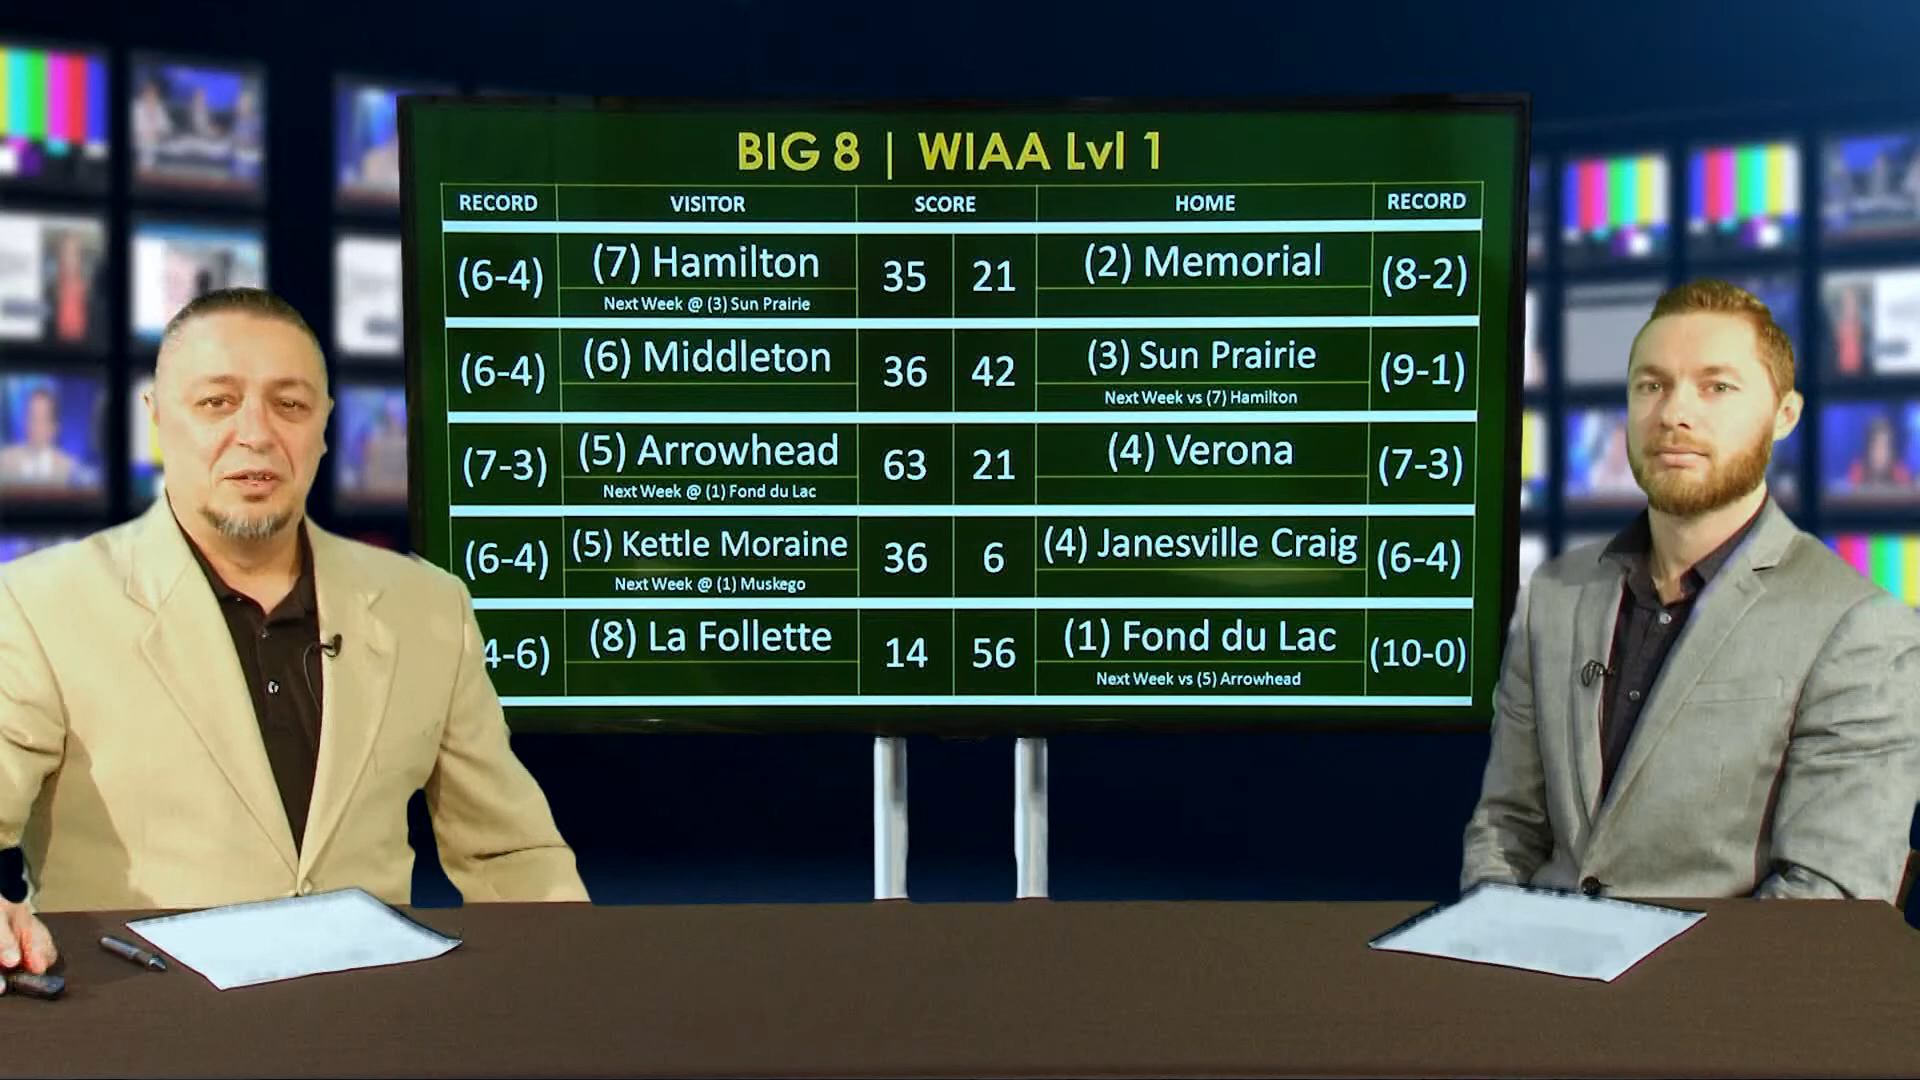 BIG 8 | WIAA Lvl 1
RECORD VISITOR SCORE HOME RECORD
(6-4) (7) Hamilton 35 21 (2) Memorial (8-2)
Next Week @ (3) Sun Prairie
(6-4) (6) Middleton 36 42 (3) Sun Prairie (9-1)
Next Week vs (7) Hamilton
(7-3) (5) Arrowhead 63 21 (4) Verona (7-3)
Next Week @ (1) Fond du Lac
(6-4) (5) Kettle Moraine 36 6 (4) Janesville Craig (6-4)
Next Week @ (1) Muskego
4-6) (8) La Follette 14 56 (1) Fond du Lac (10-0)
Next Week vs (5) Arrowhead